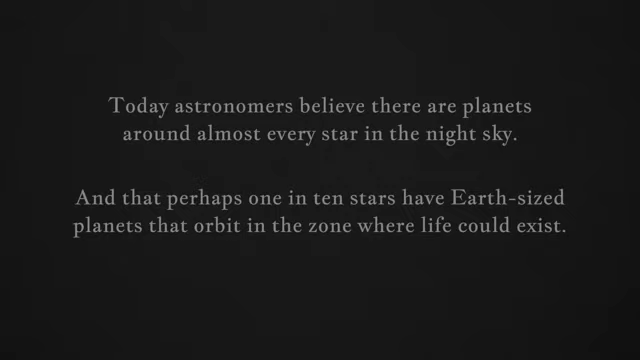 Today astronomers believe there are planets
around almost every star in the night sky.
And that perhaps one in ten stars have Earth-sized
planets that orbit in the zone where life could exist.